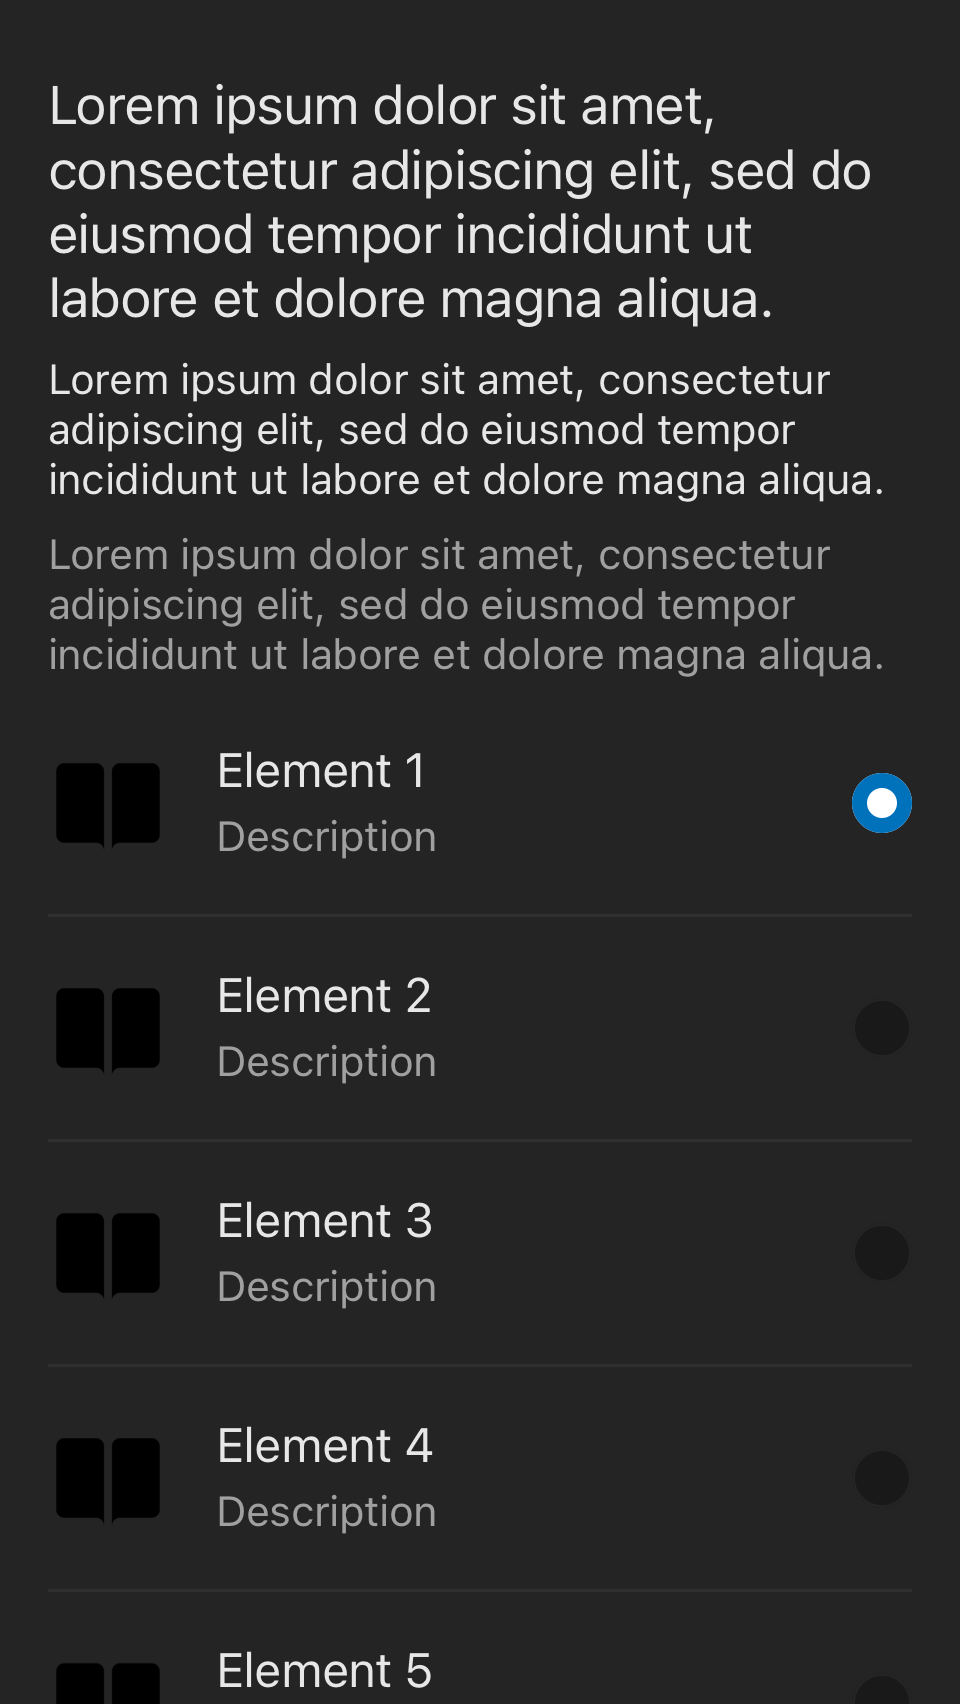 Lorem ipsum dolor sit amet,
consectetur adipiscing elit, sed do
eiusmod tempor incididunt ut
labore et dolore magna aliqua.
Lorem ipsum dolor sit amet, consectetur
adipiscing elit, sed do eiusmod tempor
incididunt ut labore et dolore magna aliqua.
Lorem ipsum dolor sit amet, consectetur
adipiscing elit, sed do eiusmod tempor
incididunt ut labore et dolore magna aliqua.
Element 1
Description
Element 2
Description
Element 3
Description
Element 4
Description
Element 5